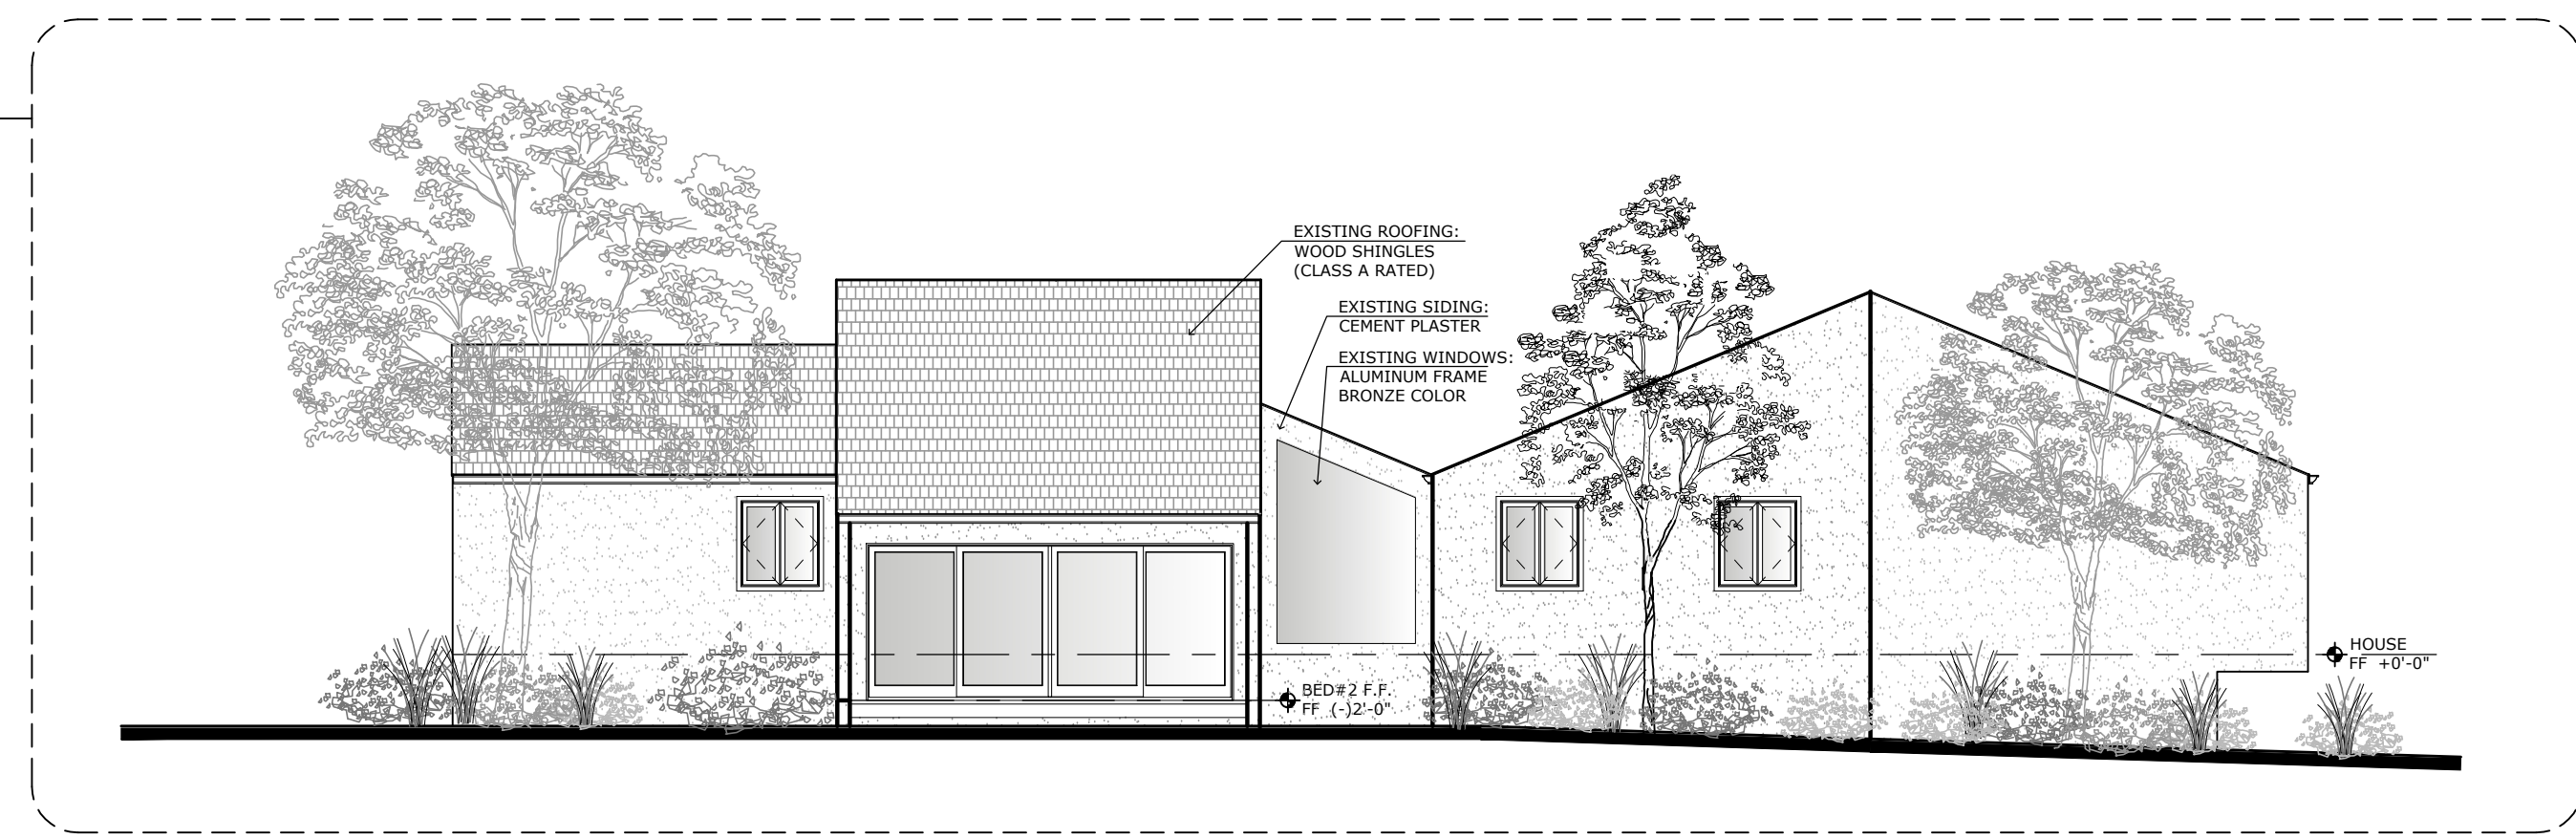 EXISTING ROOFING:
WOOD SHINGLES
(CLASS A RATED)
EXISTING SIDING:
CEMENT PLASTER
EXISTING WINDOWS:
ALUMINUM FRAME
BRONZE COLOR
HOUSE
FF +0'-0"
BED#2 F.F.
FF (-)2'-0"